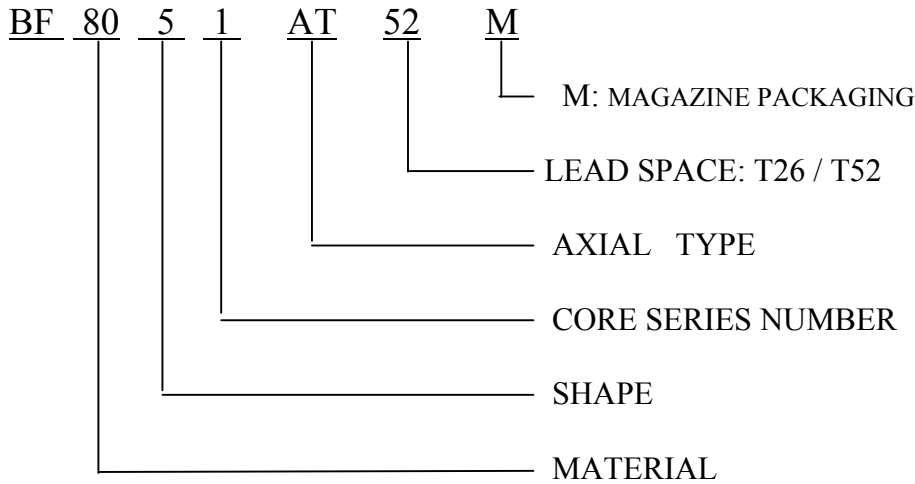 BF 80 5 1 AT 52 M
M: MAGAZINE PACKAGING
LEAD SPACE: T26 / T52
AXIAL TYPE
CORE SERIES NUMBER
SHAPE
MATERIAL